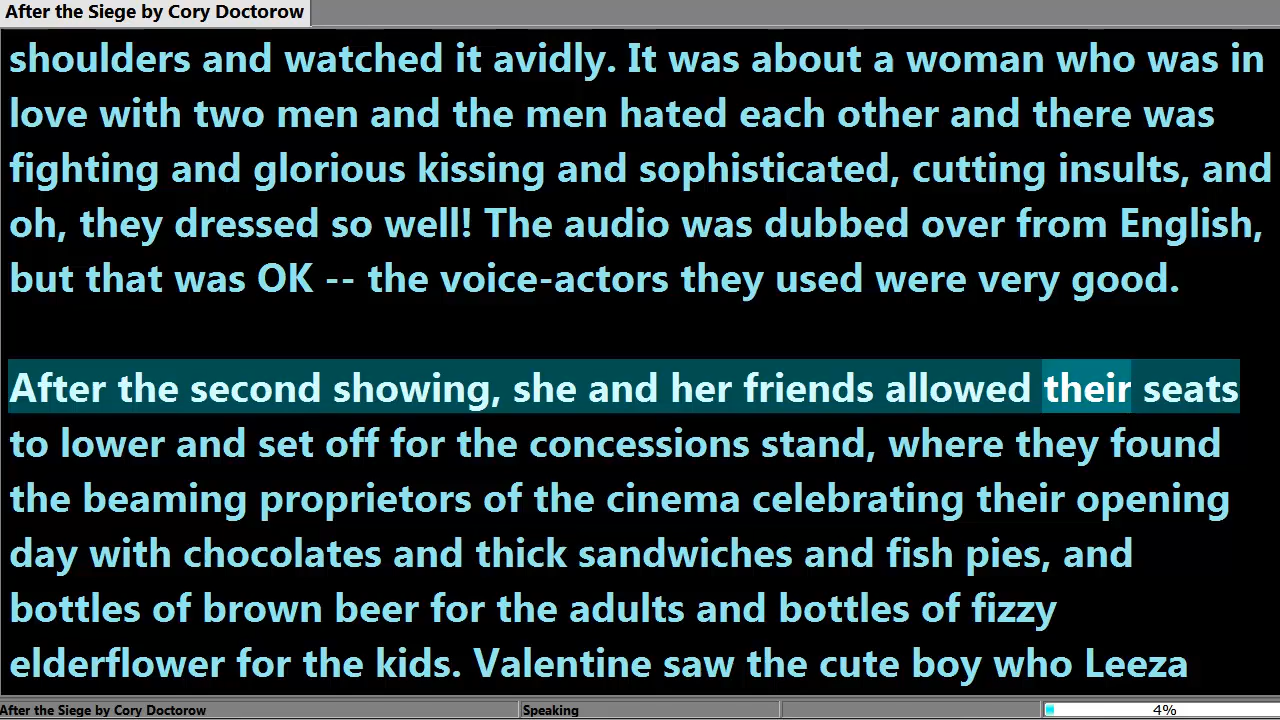 After the Siege by Cory Doctorow
shoulders and watched it avidly. It was about a woman who was in
love with two men and the men hated each other and there was
fighting and glorious kissing and sophisticated, cutting insults, and
oh, they dressed so well! The audio was dubbed over from English,
but that was OK -- the voice-actors they used were very good.
After the second showing, she and her friends allowed their seats
to lower and set off for the concessions stand, where they found
the beaming proprietors of the cinema celebrating their opening
day with chocolates and thick sandwiches and fish pies, and
bottles of brown beer for the adults and bottles of fizzy
elderflower for the kids. Valentine saw the cute boy who Leeza
After the Siege by Cory Doctorow Speaking 4%